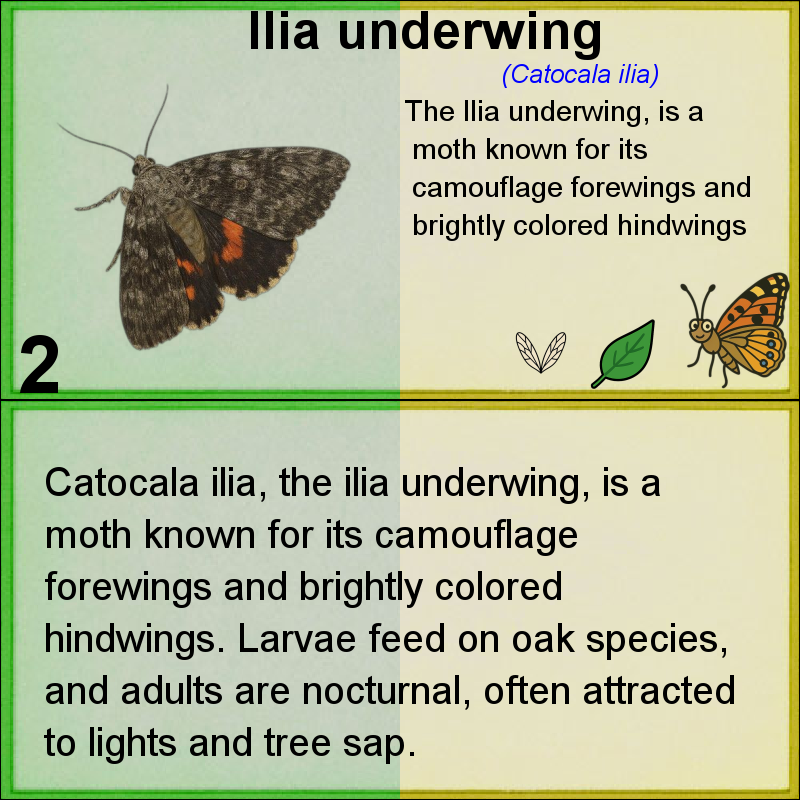 Ilia underwing
(Catocala ilia)
The Ilia underwing, is a
moth known for its
camouflage forewings and
brightly colored hindwings
2
Catocala ilia, the ilia underwing, is a
moth known for its camouflage
forewings and brightly colored
hindwings. Larvae feed on oak species,
and adults are nocturnal, often attracted
to lights and tree sap.